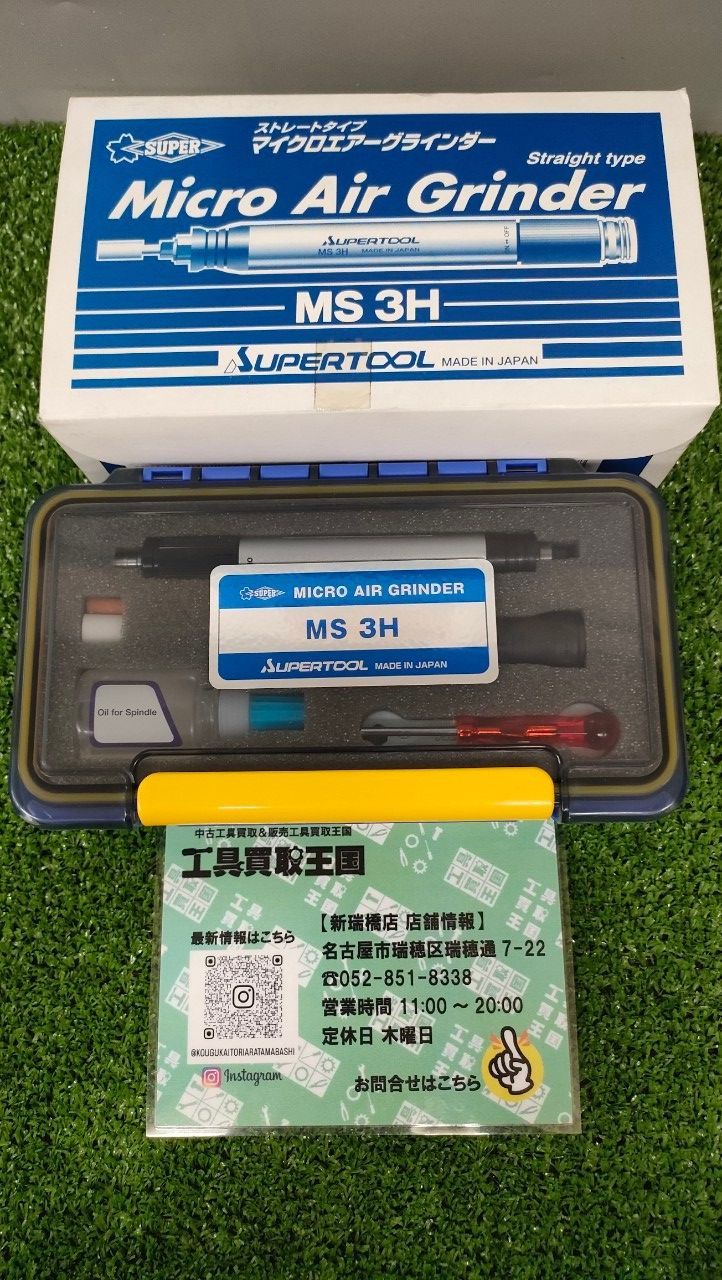 SUPER
ストレートタイプ
マイクロエアーグラインダー
Straight type
Micro Air Grinder
SUPERTOOL
MS 3H MADE IN JAPAN
ON ↔ OFF
MS 3H
SUPERTOOL MADE IN JAPAN
SUPER MICRO AIR GRINDER
MS 3H
SUPERTOOL MADE IN JAPAN
Oil for Spindle
中古工具買取&販売工具買取王国
工具買取王国
最新情報はこちら
@KOUGUKAITORIARATAMABASHI
Instagram
【新瑞橋店 店舗情報】
名古屋市瑞穂区瑞穂通 7-22
☎052-851-8338
営業時間 11:00 〜 20:00
定休日 木曜日
お問合せはこちら